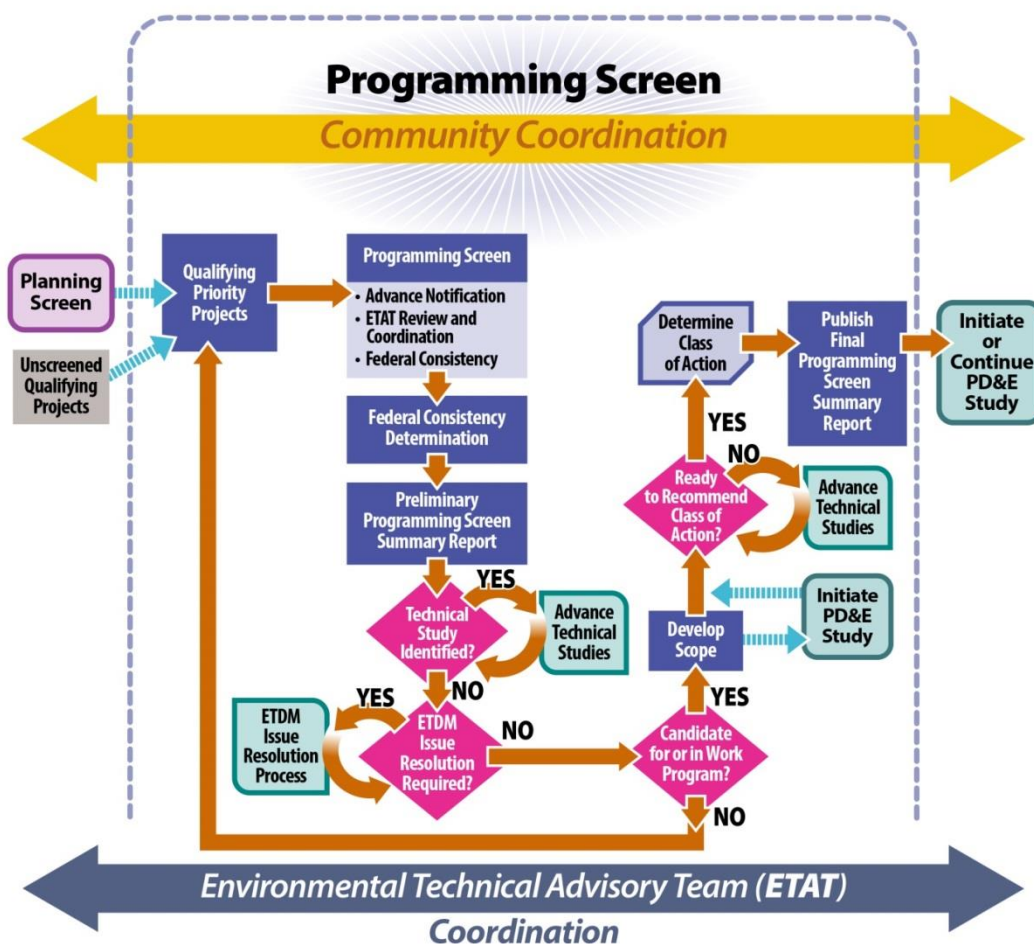 Programming Screen
Community Coordination
Planning
Screen
Unscreened
Qualifying
Projects
Qualifying
Priority
Projects
Programming Screen
• Advance Notification
• ETAT Review and
Coordination
• Federal Consistency
Federal Consistency
Determination
Preliminary
Programming Screen
Summary Report
Technical
Study
Identified?
YES
Advance
Technical
Studies
NO
ETDM
Issue
Resolution
Required?
YES
ETDM
Issue
Resolution
Process
NO
Candidate
for or in Work
Program?
NO
YES
Develop
Scope
Initiate
PD&E
Study
Ready
to Recommend
Class of
Action?
NO
Advance
Technical
Studies
YES
Determine
Class
of Action
Publish
Final
Programming
Screen
Summary
Report
Initiate
or
Continue
PD&E
Study
Environmental Technical Advisory Team (ETAT)
Coordination